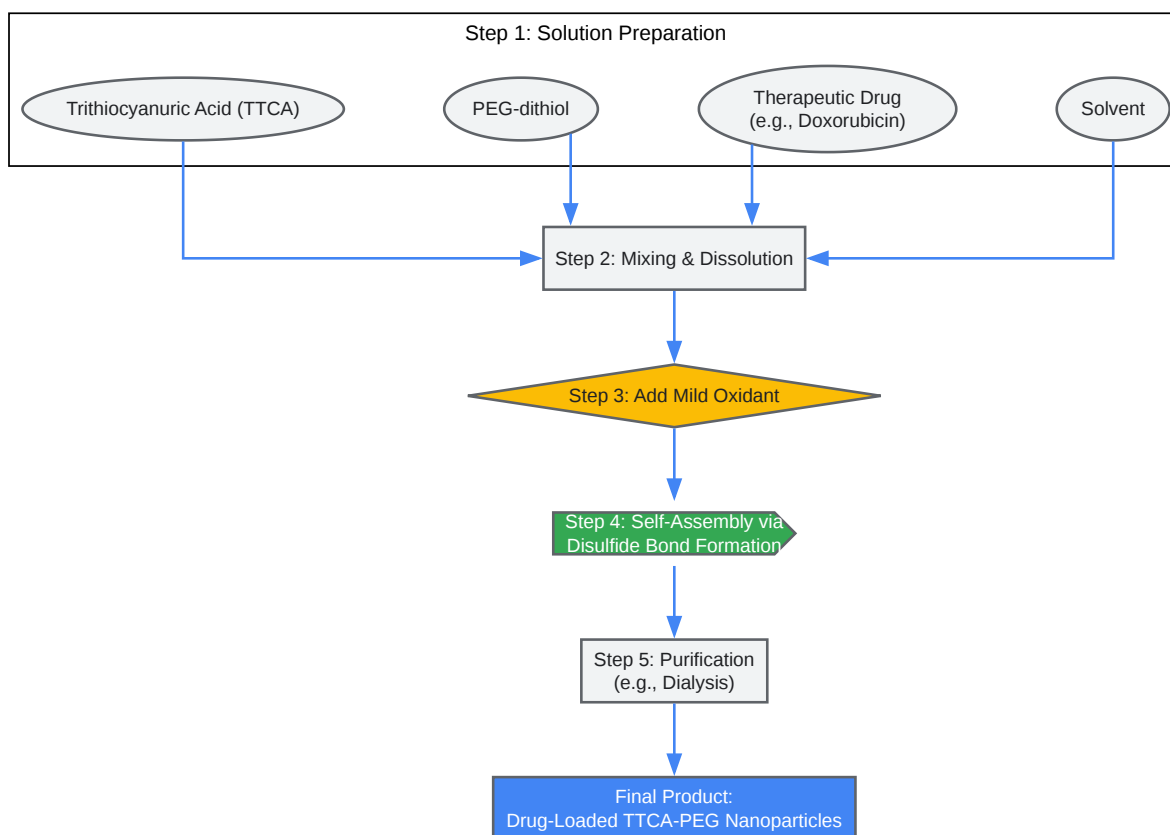 Step 1: Solution Preparation
Trithiocyanuric Acid (TTCA)
PEG-dithiol
Therapeutic Drug
(e.g., Doxorubicin)
Solvent
Step 2: Mixing & Dissolution
Step 3: Add Mild Oxidant
Step 4: Self-Assembly via
Disulfide Bond Formation
Step 5: Purification
(e.g., Dialysis)
Final Product:
Drug-Loaded TTCA-PEG Nanoparticles